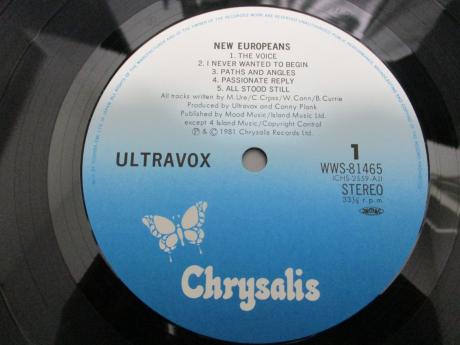 NEW EUROPEANS
1. THE VOICE
2. I NEVER WANTED TO BEGIN
3. PATHS AND ANGLES
4. PASSIONATE REPLY
5. ALL STOOD STILL
All tracks written by M.Ure/C.Cross/W.Cann/B.Currie
Produced by Ultravox and Conny Plank
Published by Mood Music/Island Music Ltd.
except 4 Island Music/Copyright Control
Ⓟ & © 1981 Chrysalis Records Ltd.
ULTRAVOX
1
WWS-81465
(CHS-2559-A)
STEREO
33⅓ r.p.m.
Chrysalis